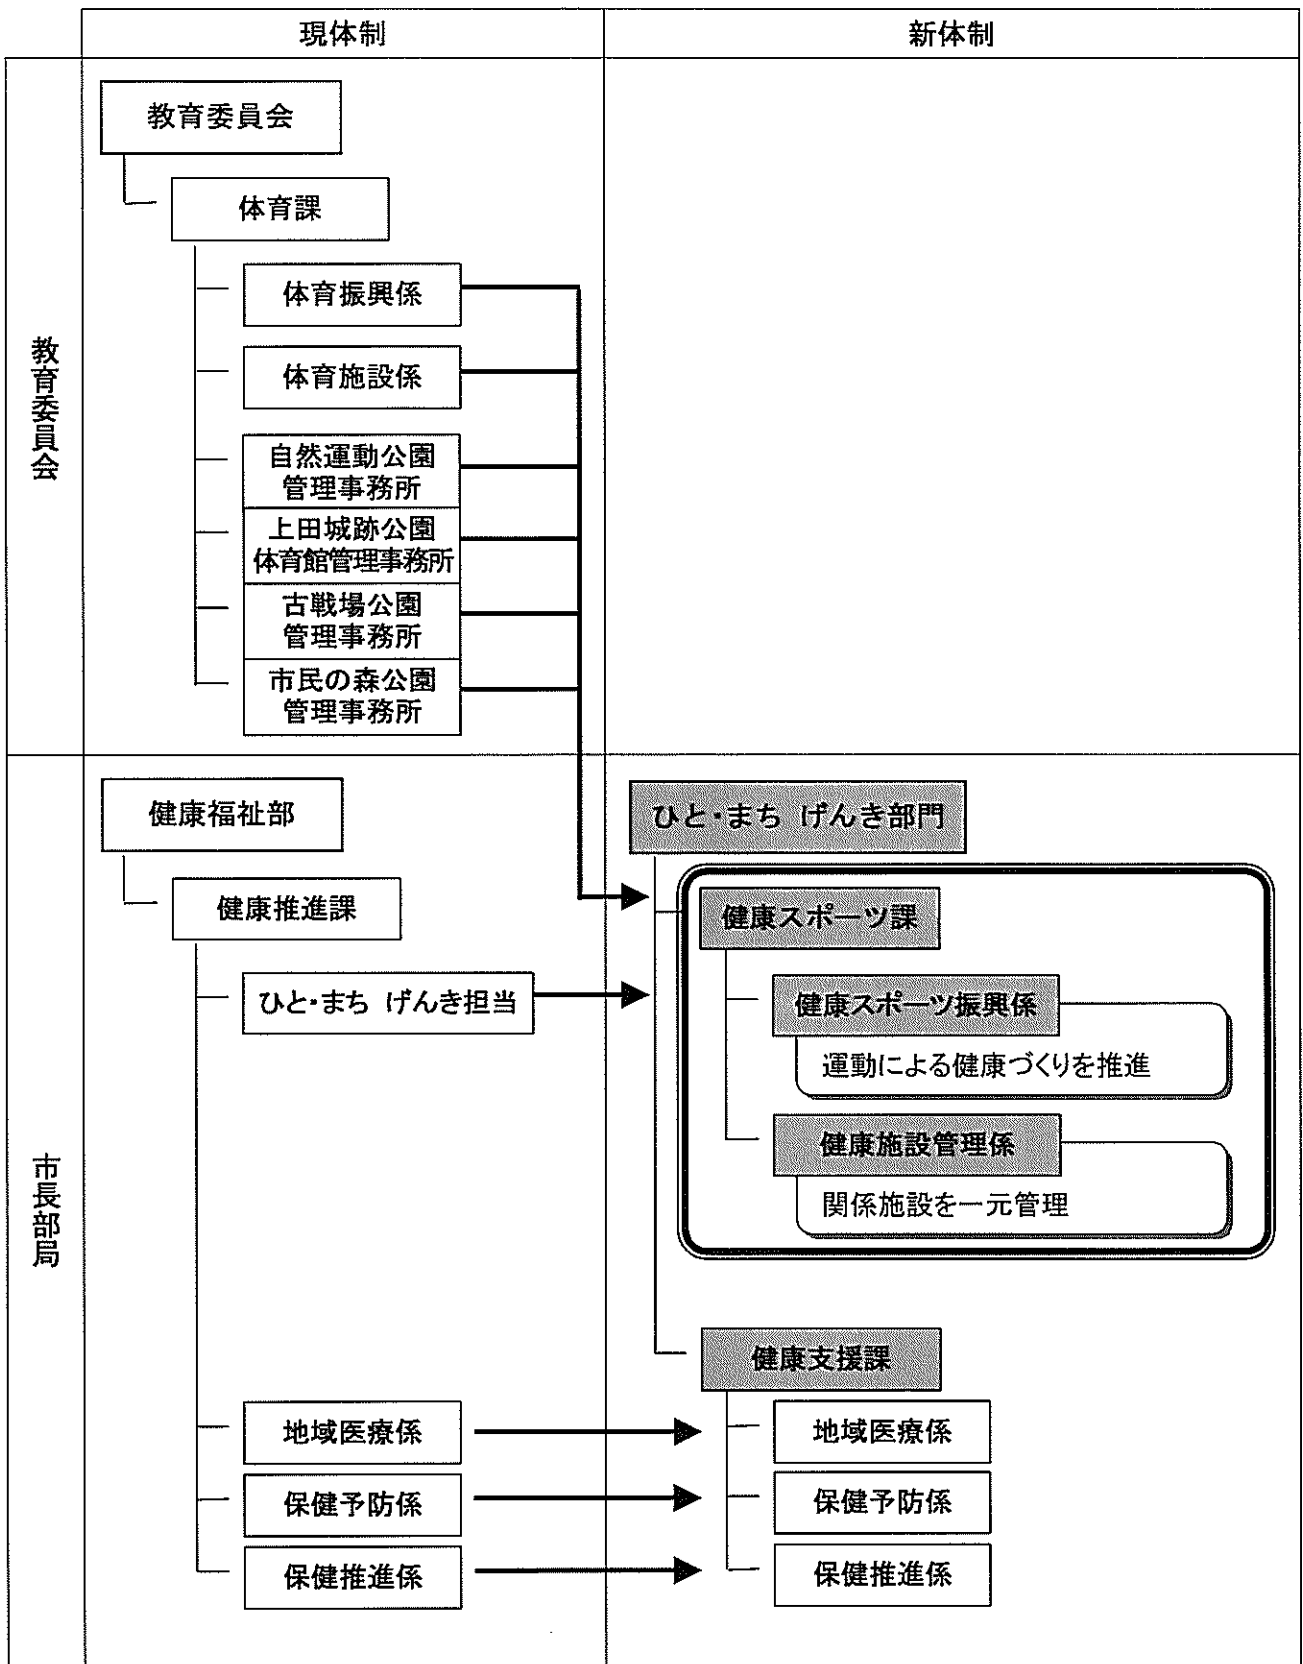 現体制
新体制
教育委員会
教育委員会
体育課
体育振興係
体育施設係
自然運動公園
管理事務所
上田城跡公園
体育館管理事務所
古戦場公園
管理事務所
市民の森公園
管理事務所
市長部局
健康福祉部
健康推進課
ひと・まち げんき担当
地域医療係
保健予防係
保健推進係
ひと・まち げんき部門
健康スポーツ課
健康スポーツ振興係
運動による健康づくりを推進
健康施設管理係
関係施設を一元管理
健康支援課
地域医療係
保健予防係
保健推進係